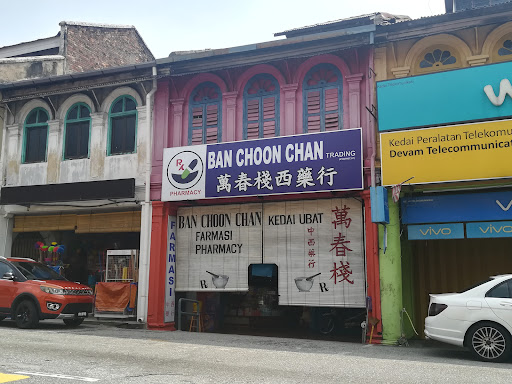 Rx
PHARMACY
BAN CHOON CHAN TRADING
萬春棧西藥行
BAN CHOON CHAN
FARMASI
PHARMACY
R
KEDAI UBAT
中西藥行
萬春棧
R
FARMASI
w
Kedai Peralatan Telekomu
Devam Telecommunicat
vivo
vivo